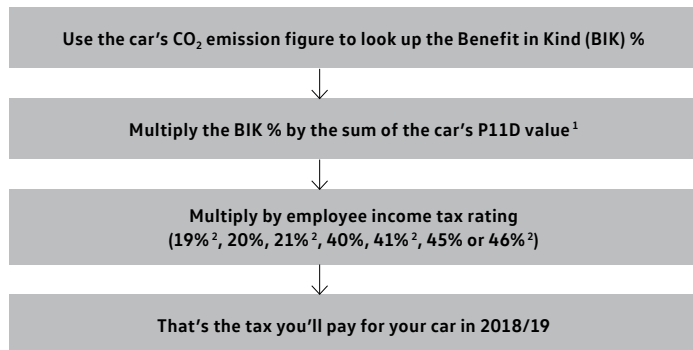 Use the car's CO₂ emission figure to look up the Benefit in Kind (BIK) %
Multiply the BIK % by the sum of the car's P11D value¹
Multiply by employee income tax rating
(19%², 20%, 21%², 40%, 41%², 45% or 46%²)
That's the tax you'll pay for your car in 2018/19